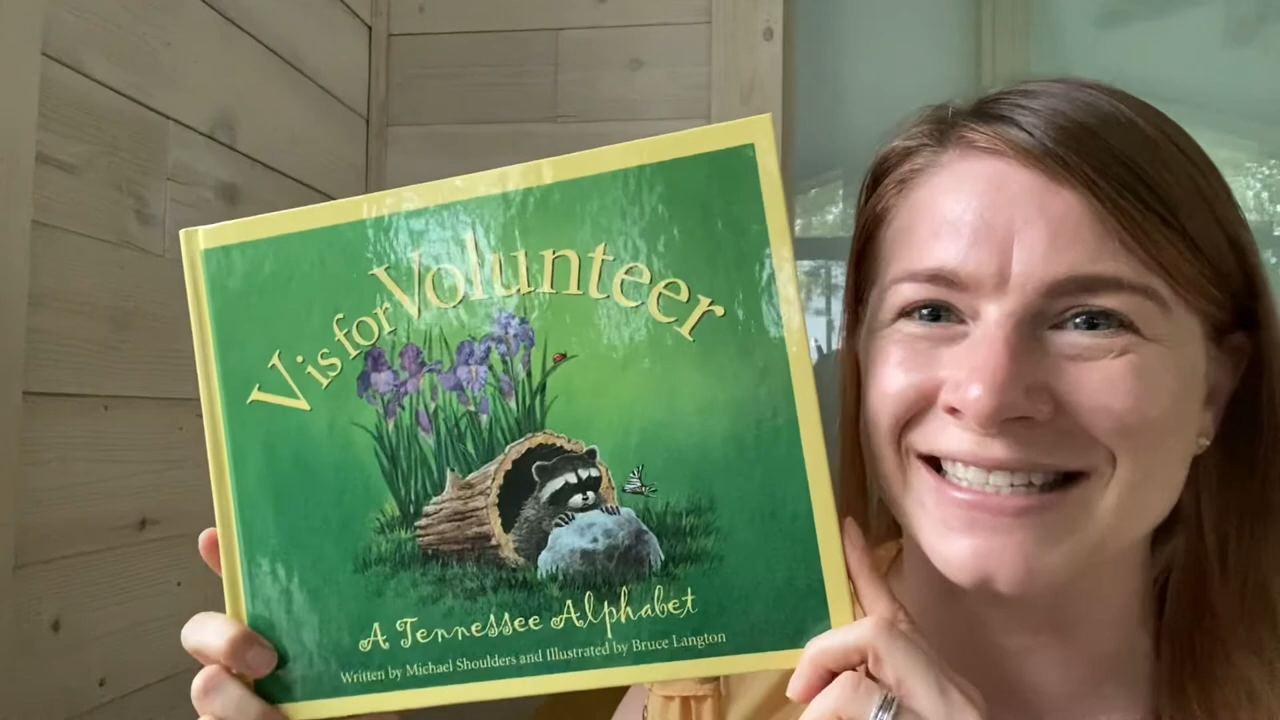 V is for Volunteer
A Tennessee Alphabet
Written by Michael Shoulders and Illustrated by Bruce Langton